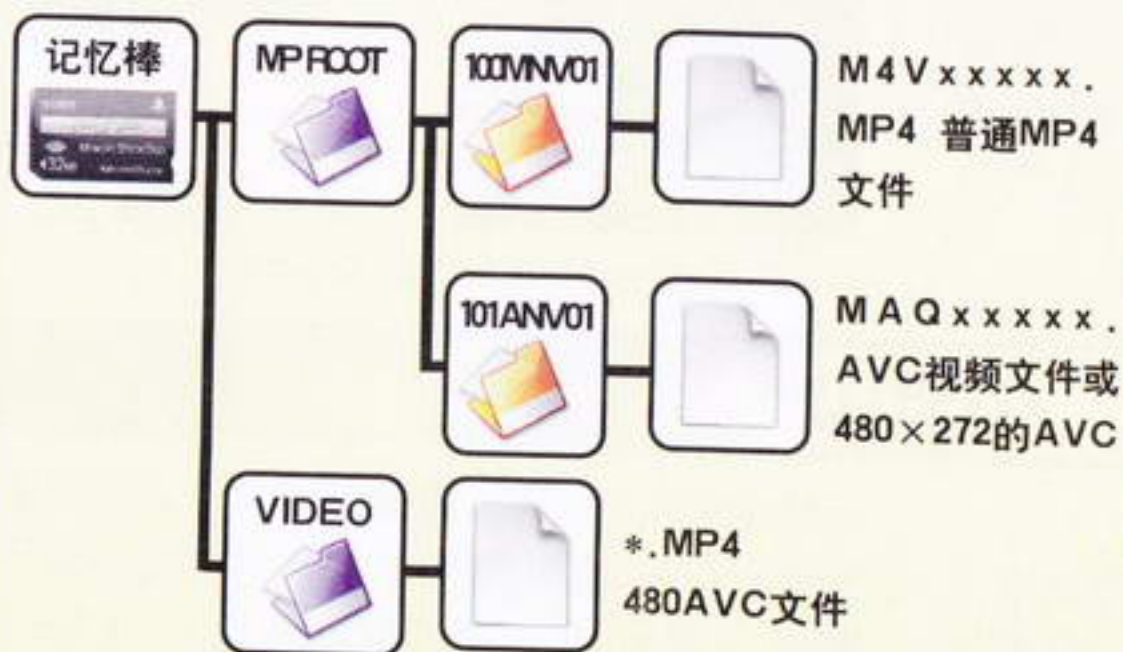 记忆棒
MP ROOT
100MNV01
M4Vxxxxx.
MP4 普通MP4
文件
101ANV01
MAQxxxxx.
AVC视频文件或
480×272的AVC
VIDEO
*.MP4
480AVC文件